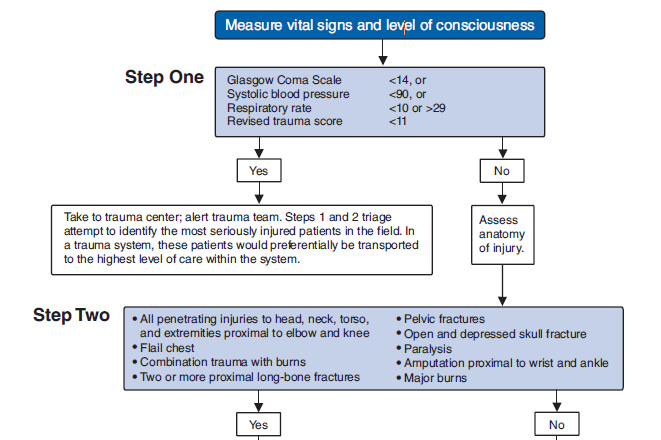 Measure vital signs and level of consciousness
Step One
Glasgow Coma Scale <14, or
Systolic blood pressure <90, or
Respiratory rate <10 or >29
Revised trauma score <11
Yes
No
Take to trauma center; alert trauma team. Steps 1 and 2 triage
attempt to identify the most seriously injured patients in the field. In
a trauma system, these patients would preferentially be transported
to the highest level of care within the system.
Assess
anatomy
of injury.
Step Two
• All penetrating injuries to head, neck, torso,
and extremities proximal to elbow and knee
• Flail chest
• Combination trauma with burns
• Two or more proximal long-bone fractures
• Pelvic fractures
• Open and depressed skull fracture
• Paralysis
• Amputation proximal to wrist and ankle
• Major burns
Yes
No